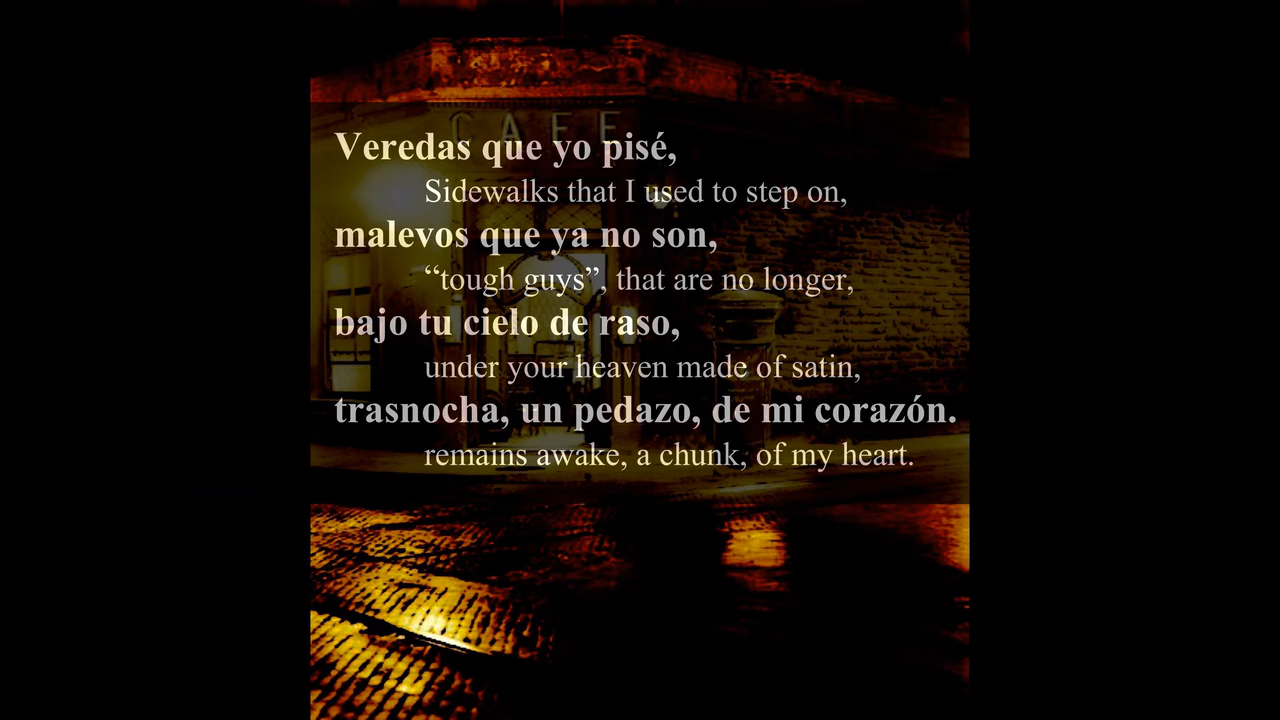 CAFE
Veredas que yo pisé,
Sidewalks that I used to step on,
malevos que ya no son,
“tough guys”, that are no longer,
bajo tu cielo de raso,
under your heaven made of satin,
trasnocha, un pedazo, de mi corazón.
remains awake, a chunk, of my heart.